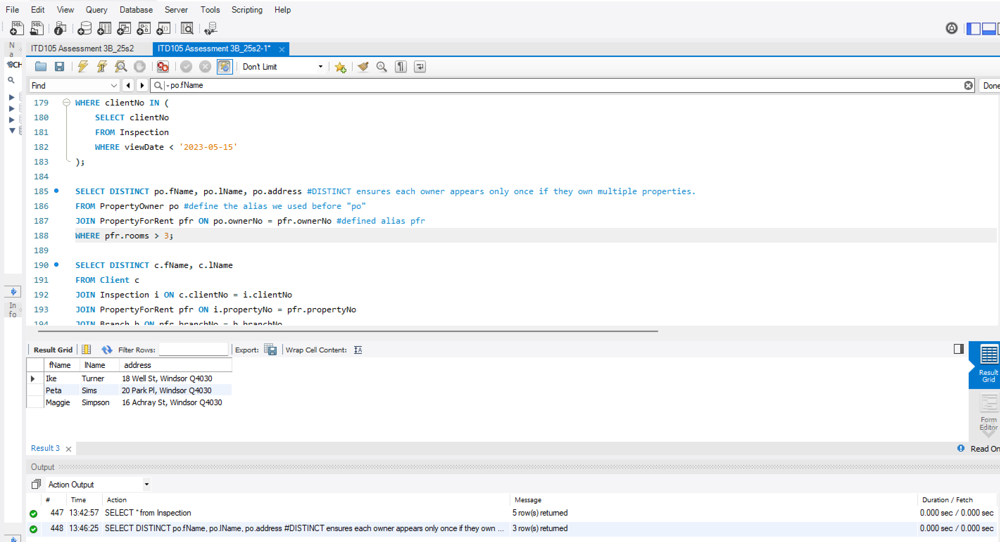 File Edit View Query Database Server Tools Scripting Help
Na
ITD105 Assessment 3B_25s2
ITD105 Assessment 3B_25s2-1*
Don't Limit
Find
po.fName
Done
179 WHERE clientNo IN (
180 SELECT clientNo
181 FROM Inspection
182 WHERE viewDate < '2023-05-15'
183 );
184
185 SELECT DISTINCT po.fName, po.lName, po.address #DISTINCT ensures each owner appears only once if they own multiple properties.
186 FROM PropertyOwner po #define the alias we used before "po"
187 JOIN PropertyForRent pfr ON po.ownerNo = pfr.ownerNo #defined alias pfr
188 WHERE pfr.rooms > 3;
189
190 SELECT DISTINCT c.fName, c.lName
191 FROM Client c
192 JOIN Inspection i ON c.clientNo = i.clientNo
193 JOIN PropertyForRent pfr ON i.propertyNo = pfr.propertyNo
194 JOIN Branch b ON pfr.branchNo = b.branchNo
Info
Result Grid Filter Rows: Export: Wrap Cell Content:
fName lName address
Ike Turner 18 Well St, Windsor Q4030
Peta Sims 20 Park Pl, Windsor Q4030
Maggie Simpson 16 Achray St, Windsor Q4030
Result Grid
Form Editor
Result 3
Read On
Output
Action Output
# Time Action Message Duration / Fetch
447 13:42:57 SELECT * from Inspection 5 row(s) returned 0.000 sec / 0.000 sec
448 13:46:25 SELECT DISTINCT po.fName, po.lName, po.address #DISTINCT ensures each owner appears only once if they own ... 3 row(s) returned 0.000 sec / 0.000 sec